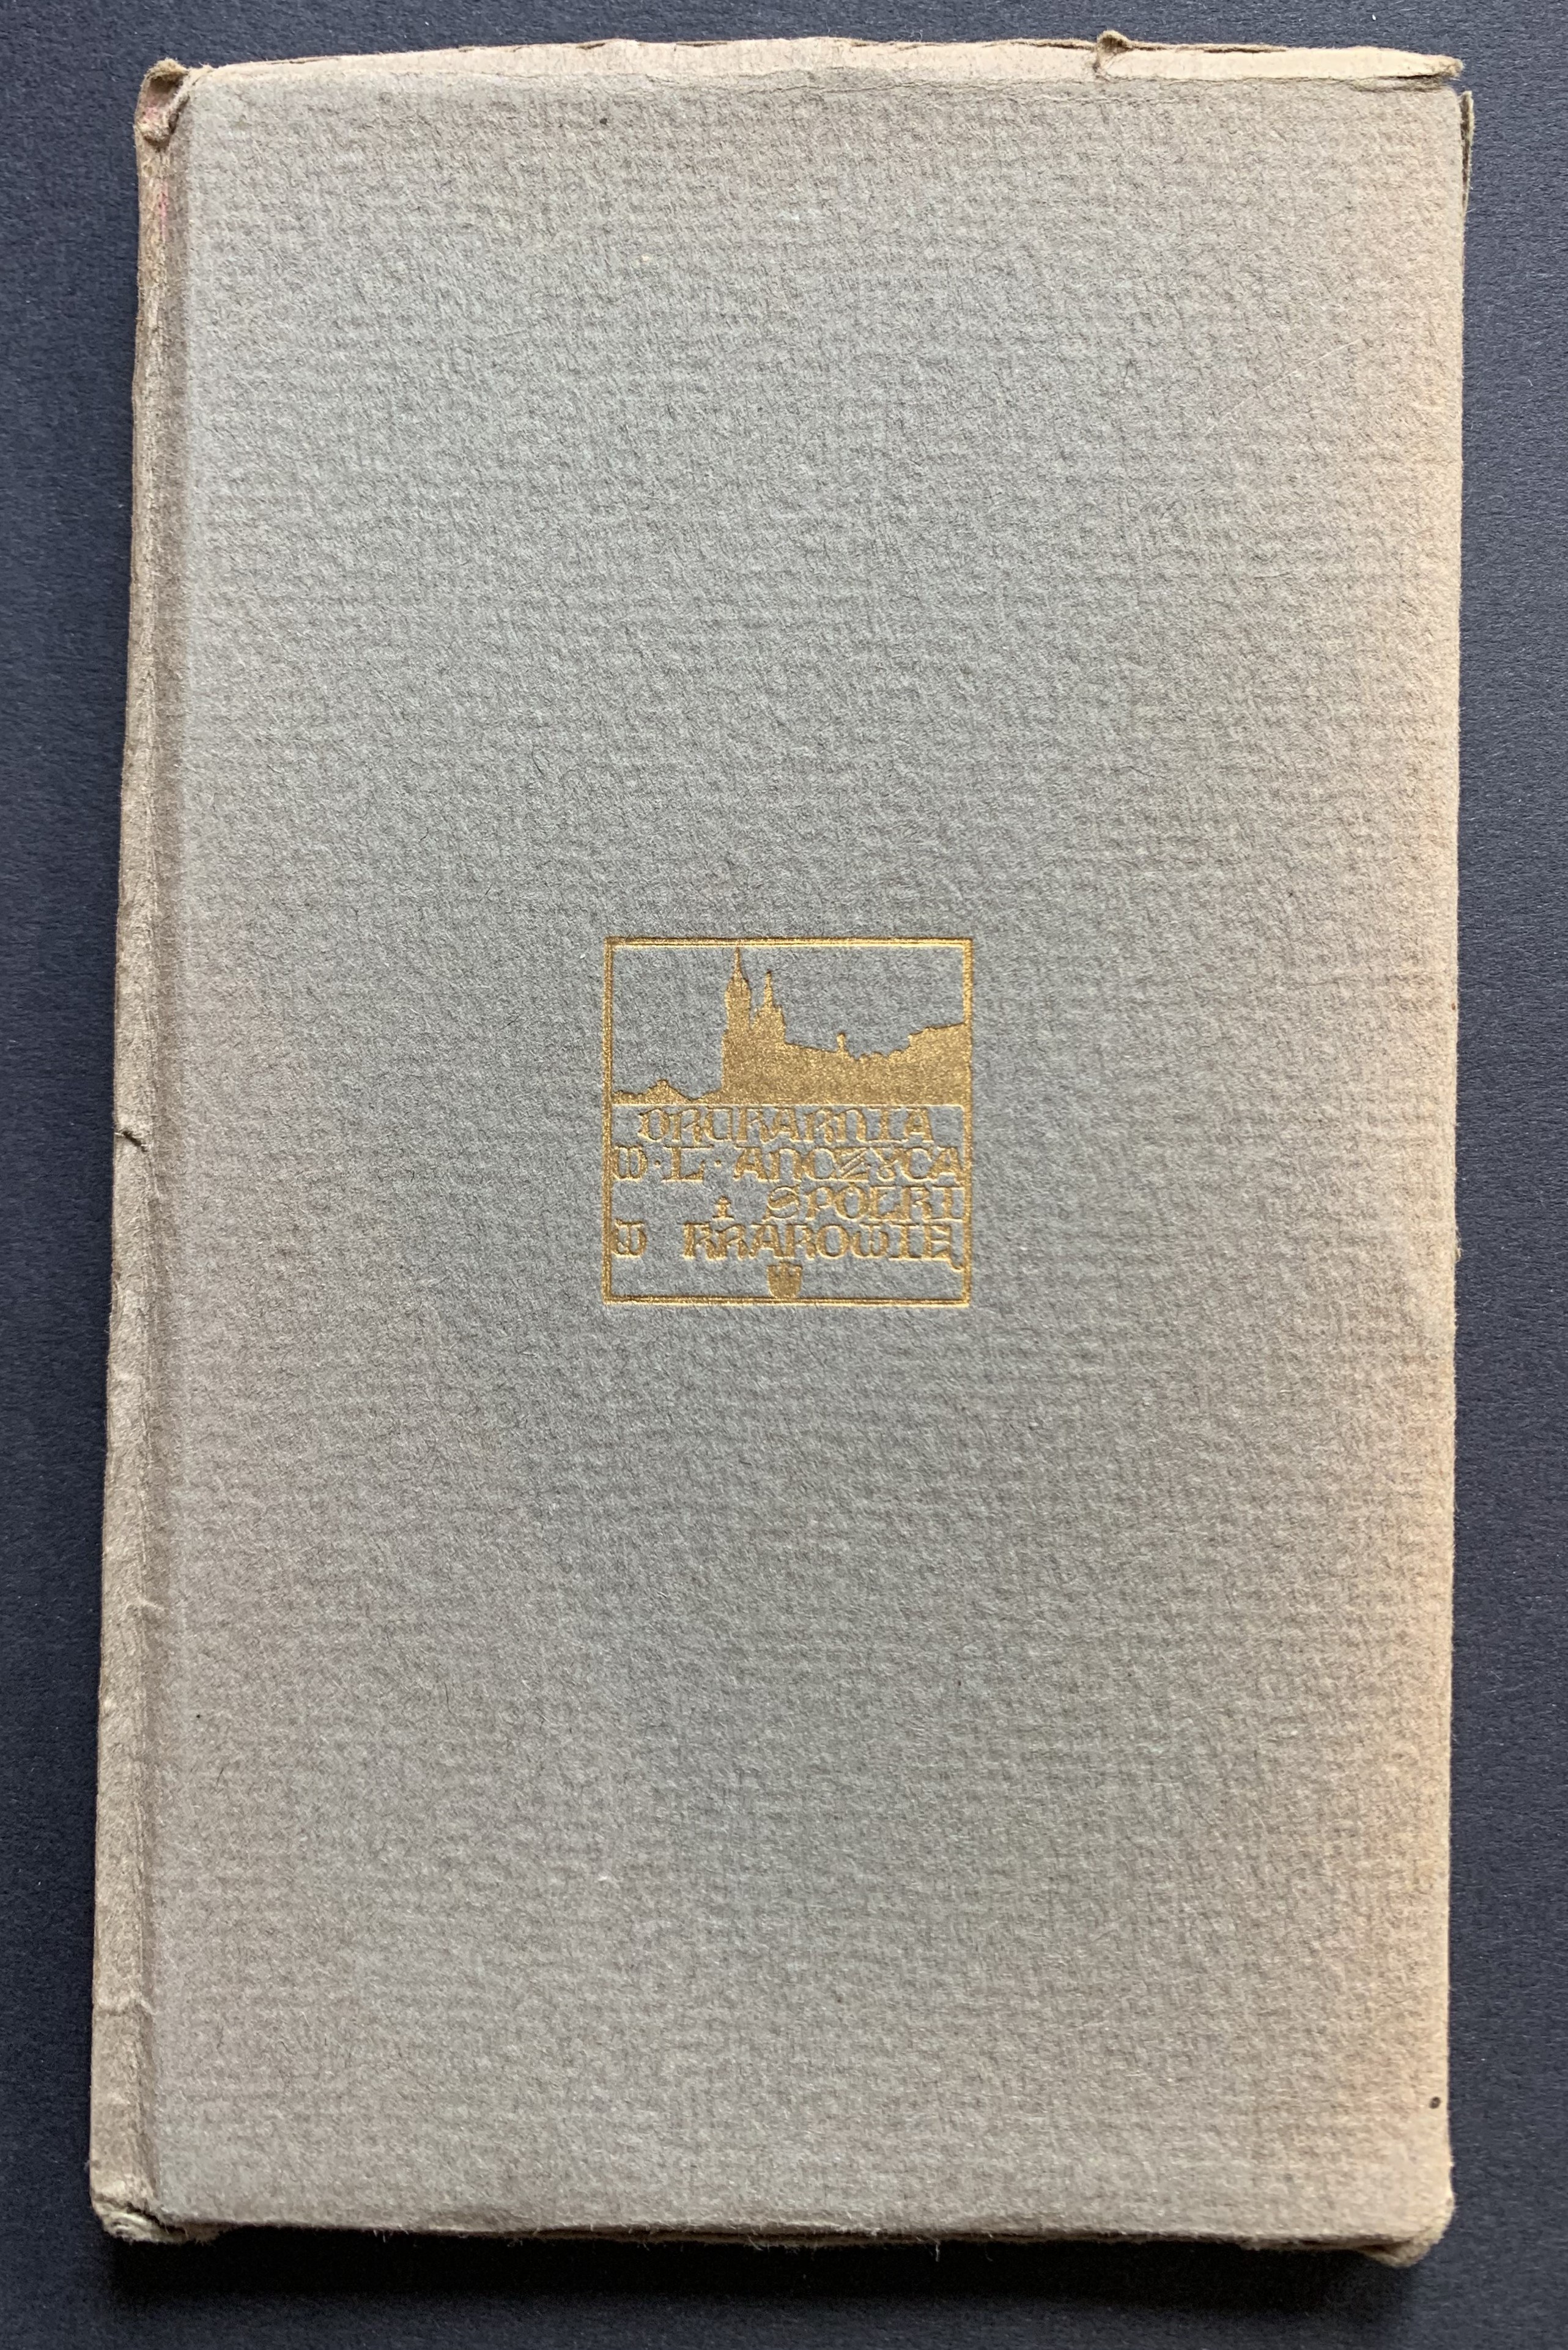 DRUKARNIA
W·L·ANCZYCA
i SPÓŁKI
W KRAKOWIE